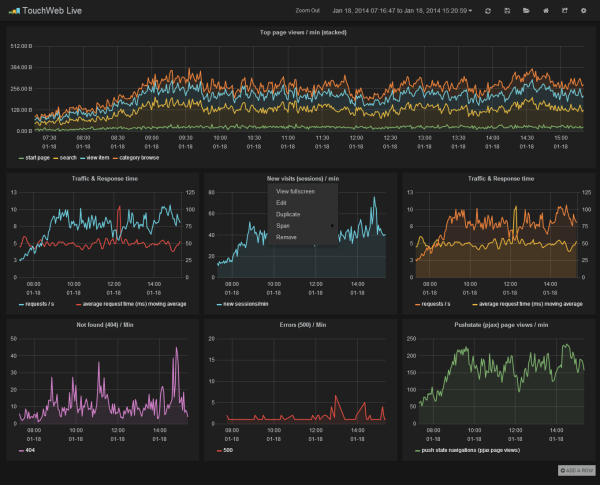 TouchWeb Live
Zoom Out Jan 18, 2014 07:16:47 to Jan 18, 2014 15:20:59
Top page views / min (stacked)
512.00 B
384.00 B
256.00 B
128.00 B
0.00 B
07:30 08:00 08:30 09:00 09:30 10:00 10:30 11:00 11:30 12:00 12:30 13:00 13:30 14:00 14:30 15:00
01-18 01-18 01-18 01-18 01-18 01-18 01-18 01-18 01-18 01-18 01-18 01-18 01-18 01-18 01-18 01-18
start page search view item category browse
Traffic & Response time
13 125
10 100
8 75
5 50
3 25
0 0
08:00 10:00 12:00 14:00
01-18 01-18 01-18 01-18
requests / s average request time (ms) moving average
New visits (sessions) / min
View fullscreen
Edit
Duplicate
Span
Remove
80
60
40
20
0
08:00 10:00 12:00 14:00
01-18 01-18 01-18 01-18
new sessions/min
Traffic & Response time
13 125
10 100
8 75
5 50
3 25
0 0
08:00 10:00 12:00 14:00
01-18 01-18 01-18 01-18
requests / s average request time (ms) moving average
Not found (404) / Min
50
40
30
20
10
0
08:00 10:00 12:00 14:00
01-18 01-18 01-18 01-18
404
Errors (500) / Min
20
15
10
5
0
08:00 10:00 12:00 14:00
01-18 01-18 01-18 01-18
500
Pushstate (pjax) page views / min
250
200
150
100
50
0
08:00 10:00 12:00 14:00
01-18 01-18 01-18 01-18
push state navigations (pjax page views)
ADD A ROW